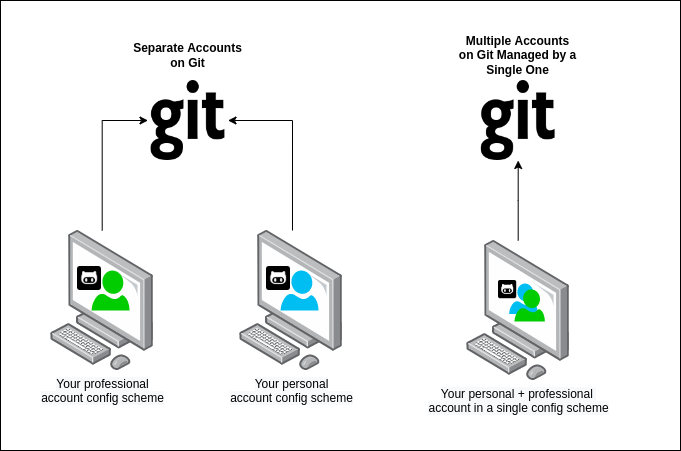 Separate Accounts
on Git
git
Multiple Accounts
on Git Managed by a
Single One
git
Your professional
account config scheme
Your personal
account config scheme
Your personal + professional
account in a single config scheme